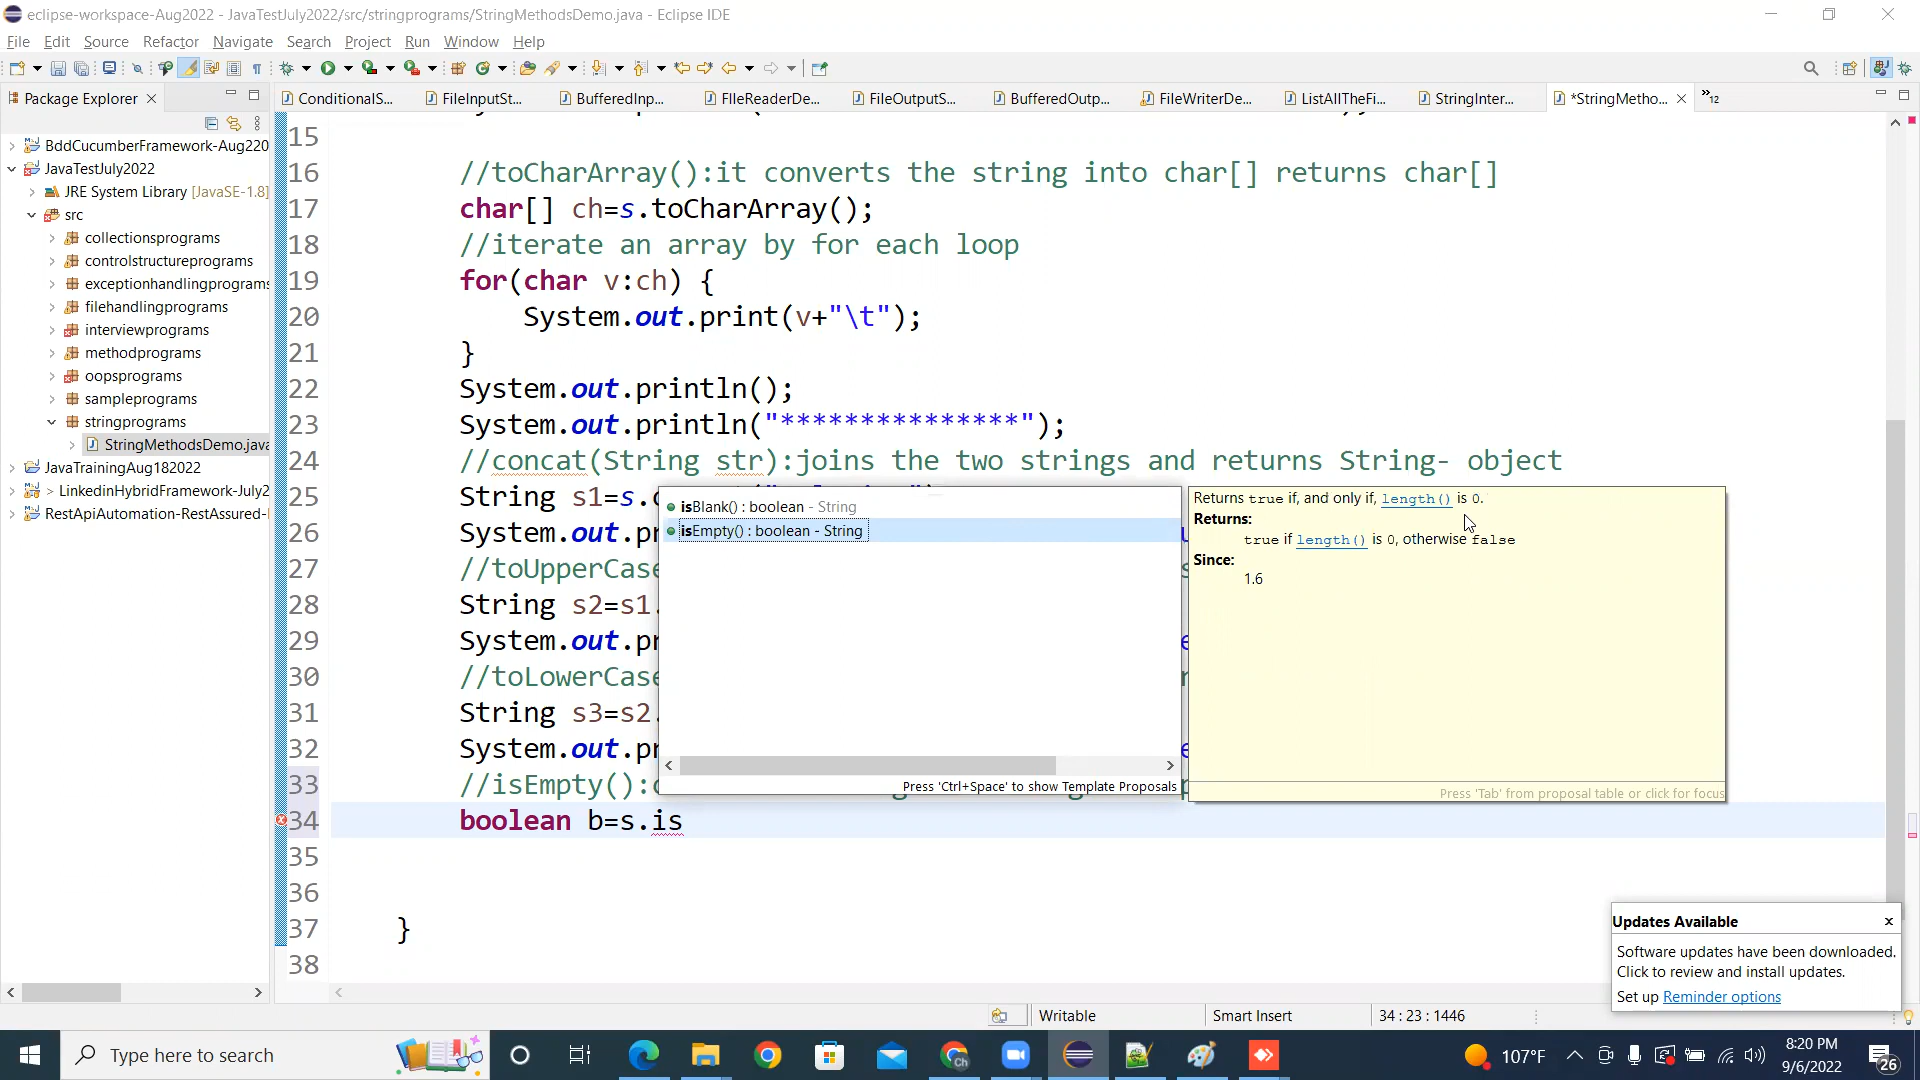 eclipse-workspace-Aug2022 - JavaTestJuly2022/src/stringprograms/StringMethodsDemo.java - Eclipse IDE
File Edit Source Refactor Navigate Search Project Run Window Help
Package Explorer
ConditionalS... FileInputStr... BufferedInp... FIleReaderDe... FileOutputS... BufferedOutp... FileWriterDe... ListAllTheFi... StringInter... *StringMetho... 12
BddCucumberFramework-Aug220
JavaTestJuly2022
JRE System Library [JavaSE-1.8]
src
collectionsprograms
controlstructureprograms
exceptionhandlingprograms
filehandlingprograms
interviewprograms
methodprograms
oopsprograms
sampleprograms
stringprograms
StringMethodsDemo.java
JavaTrainingAug182022
> LinkedinHybridFramework-July2
RestApiAutomation-RestAssured-
15
16 //toCharArray():it converts the string into char[] returns char[]
17 char[] ch=s.toCharArray();
18 //iterate an array by for each loop
19 for(char v:ch) {
20 System.out.print(v+"\t");
21 }
22 System.out.println();
23 System.out.println("***************");
24 //concat(String str):joins the two strings and returns String- object
25 String s1=s.
26 System.out.
27 //toUpperCase
28 String s2=s1.
29 System.out.
30 //toLowerCase
31 String s3=s2.
32 System.out.
33 //isEmpty():
34 boolean b=s.is
35
36
37 }
38
isBlank() : boolean - String
isEmpty() : boolean - String
Press 'Ctrl+Space' to show Template Proposals
Returns true if, and only if, length() is 0.
Returns:
true if length() is 0, otherwise false
Since:
1.6
Press 'Tab' from proposal table or click for focus
Updates Available
Software updates have been downloaded.
Click to review and install updates.
Set up Reminder options
Writable Smart Insert 34 : 23 : 1446
Type here to search
107°F
8:20 PM
9/6/2022
26